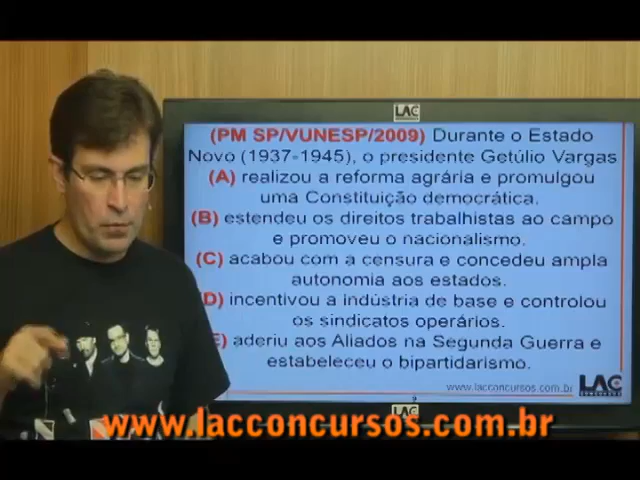 LAC
(PM SP/VUNESP/2009) Durante o Estado
Novo (1937-1945), o presidente Getúlio Vargas
(A) realizou a reforma agrária e promulgou
uma Constituição democrática.
(B) estendeu os direitos trabalhistas ao campo
e promoveu o nacionalismo.
(C) acabou com a censura e concedeu ampla
autonomia aos estados.
D) incentivou a indústria de base e controlou
os sindicatos operários.
E) aderiu aos Aliados na Segunda Guerra e
estabeleceu o bipartidarismo.
www.lacconcursos.com.br
LAC
LAC
www.lacconcursos.com.br